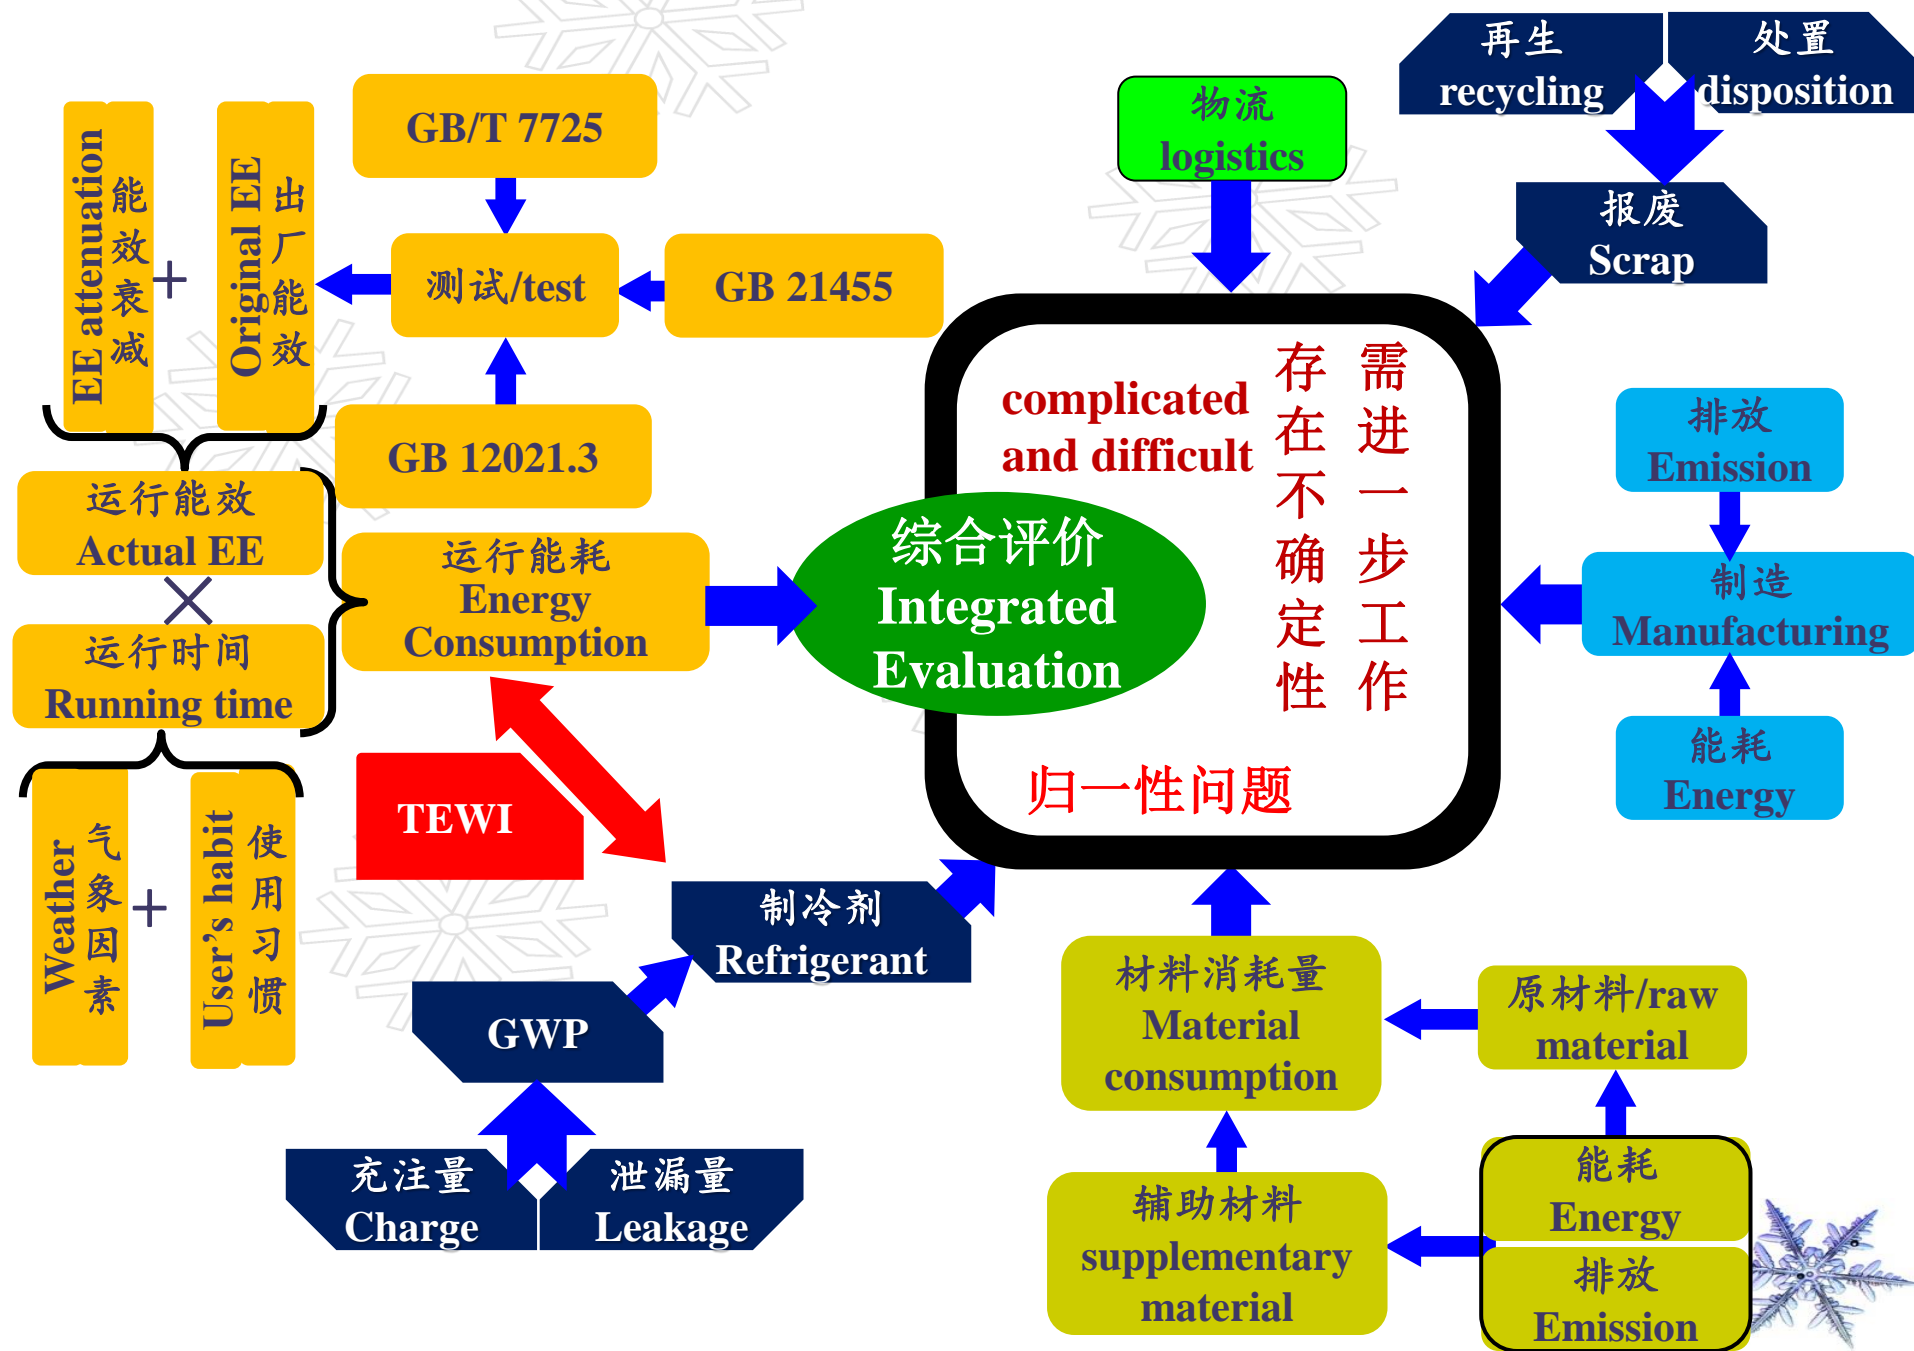 再生
recycling
处置
disposition
物流
logistics
报废
Scrap
GB/T 7725
EE attenuation
能效衰减
+
Original EE
出厂能效
测试/test
GB 21455
GB 12021.3
运行能效
Actual EE
×
运行时间
Running time
运行能耗
Energy
Consumption
综合评价
Integrated
Evaluation
complicated
and difficult
存在不确定性
需进一步工作
归一性问题
排放
Emission
制造
Manufacturing
能耗
Energy
TEWI
Weather
气象因素
+
User's habit
使用习惯
制冷剂
Refrigerant
GWP
充注量
Charge
泄漏量
Leakage
材料消耗量
Material
consumption
原材料/raw
material
辅助材料
supplementary
material
能耗
Energy
排放
Emission